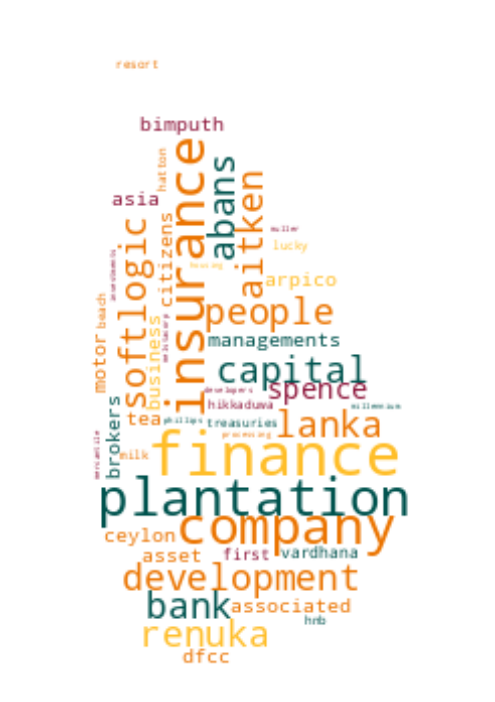 resort
bimputh
hatton
insurance
abans
asia
aitken
citizens
softlogic
muller
lucky
housing
arpico
investments
beach
motor
people
business
managements
capital
developers
spence
hikkaduwa
millennium
brokers
tea
phillips
treasuries
lanka
processing
mercantile
milk
finance
plantation
company
ceylon
asset
first
vardhana
development
bank
associated
hnb
renuka
dfcc